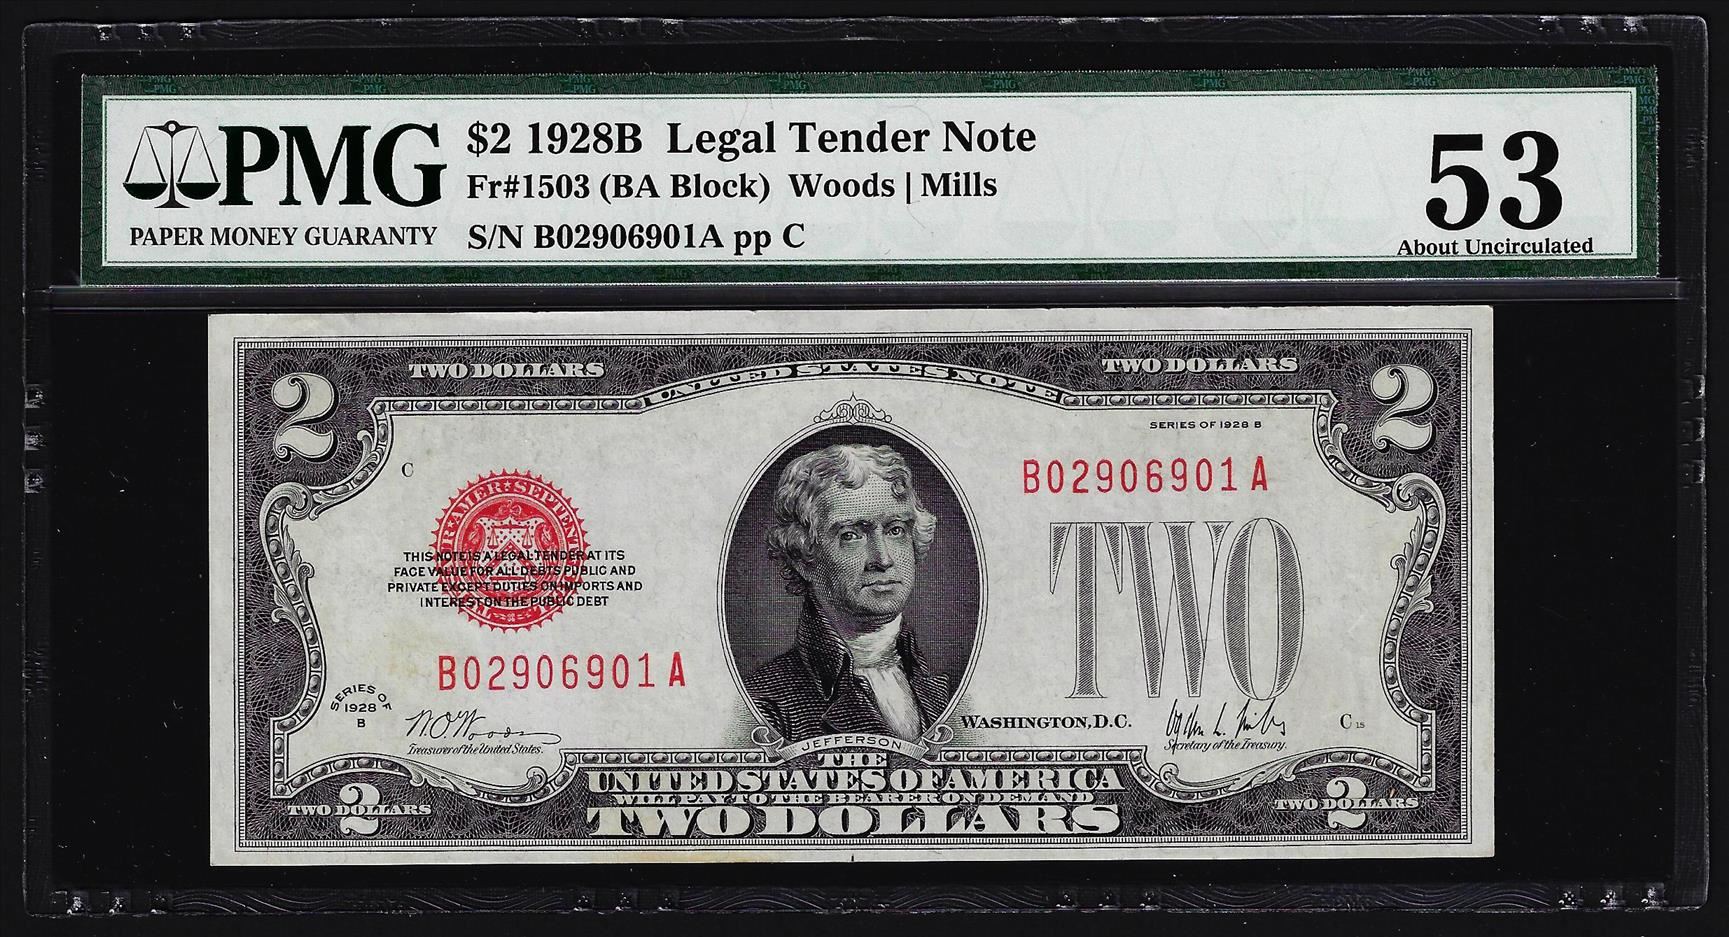 PMG
PAPER MONEY GUARANTY
$2 1928B Legal Tender Note
Fr#1503 (BA Block) Woods | Mills
S/N B02906901A pp C
53
About Uncirculated
2
TWO DOLLARS
UNITED STATES NOTE
TWO DOLLARS
2
SERIES OF 1928 B
C
B02906901A
THIS NOTE IS A LEGAL TENDER AT ITS
FACE VALUE FOR ALL DEBTS PUBLIC AND
PRIVATE EXCEPT DUTIES ON IMPORTS AND
INTEREST ON THE PUBLIC DEBT
TWO
B02906901A
SERIES OF
1928
B
W.O. Woods
Treasurer of the United States.
JEFFERSON
WASHINGTON, D.C.
Secretary of the Treasury.
C 15
THE
UNITED STATES OF AMERICA
WILL PAY TO THE BEARER ON DEMAND
TWO DOLLARS
TWO DOLLARS
2
TWO DOLLARS
2